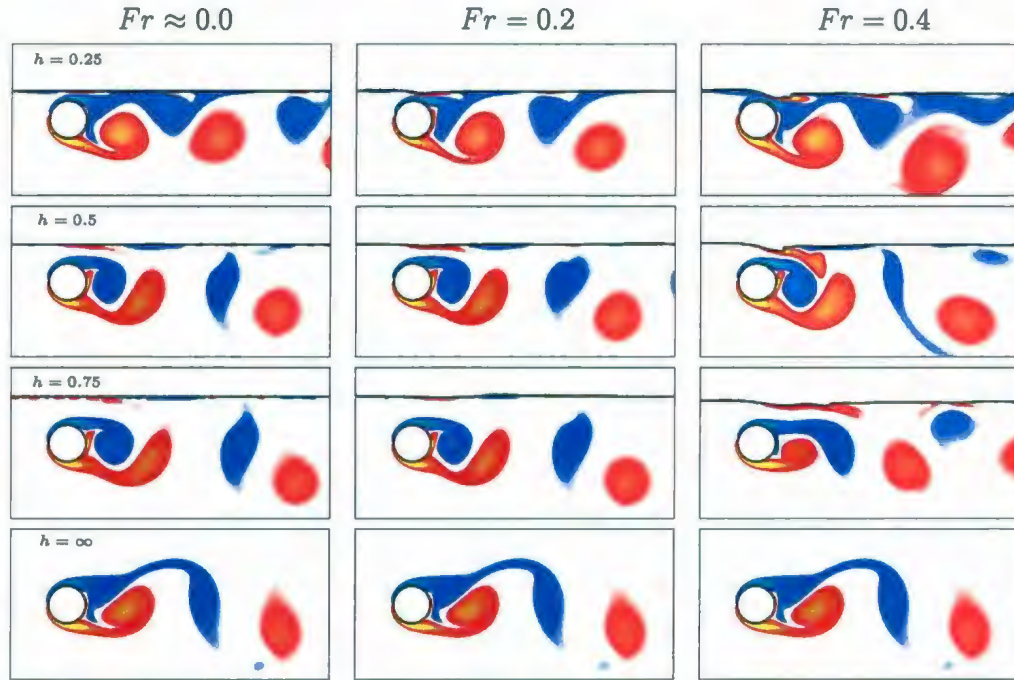 Fr ≈ 0.0
Fr = 0.2
Fr = 0.4
h = 0.25
h = 0.5
h = 0.75
h = ∞